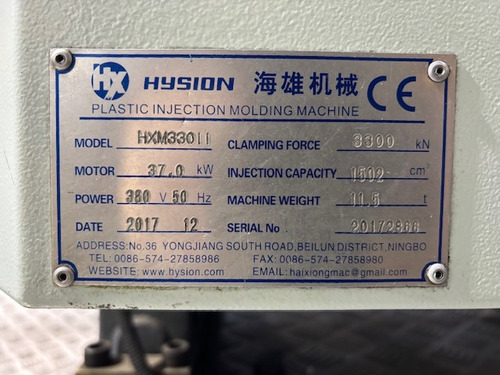 HX HYSION 海雄机械 CE
PLASTIC INJECTION MOLDING MACHINE
MODEL HXM330II CLAMPING FORCE 3300 kN
MOTOR 37.0 kW INJECTION CAPACITY 1502 cm³
POWER 380 V 50 Hz MACHINE WEIGHT 11.5 t
DATE 2017 12 SERIAL No 20172866
ADDRESS:No.36 YONGJIANG SOUTH ROAD,BEILUN DISTRICT,NINGBO
TEL: 0086-574-27858986 FAX: 0086-574-27858980
WEBSITE: www.hysion.com EMAIL: haixiongmac@gmail.com